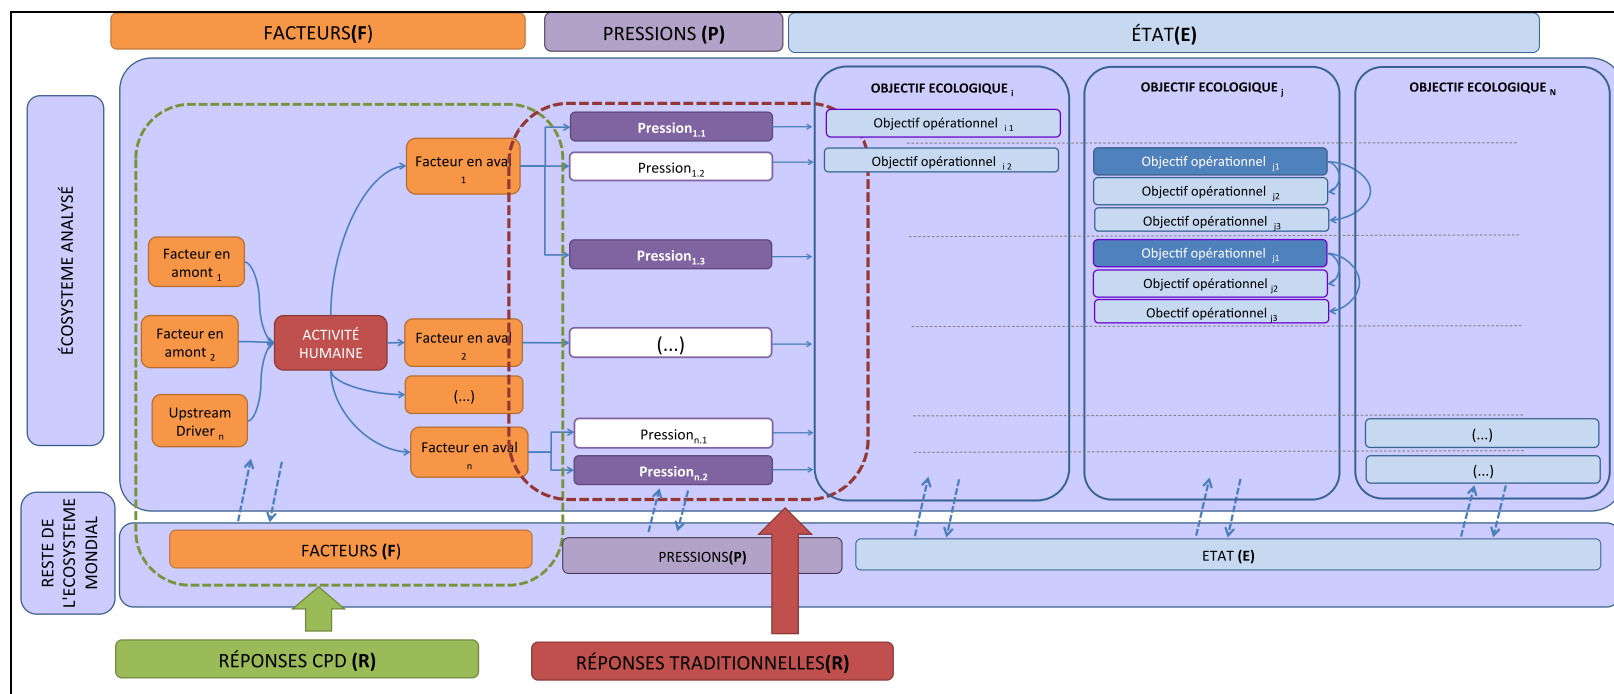 FACTEURS(F)
PRESSIONS (P)
ÉTAT(E)
ÉCOSYSTEME ANALYSÉ
OBJECTIF ECOLOGIQUE i
OBJECTIF ECOLOGIQUE j
OBJECTIF ECOLOGIQUE N
Facteur en
amont 1
Facteur en
amont 2
Upstream
Driver n
ACTIVITÉ
HUMAINE
Facteur en aval
1
Facteur en aval
2
(...)
Facteur en aval
n
Pression1.1
Pression1.2
Pression1.3
(...)
Pressionn.1
Pressionn.2
Objectif opérationnel i 1
Objectif opérationnel i 2
Objectif opérationnel j1
Objectif opérationnel j2
Objectif opérationnel j3
Objectif opérationnel j1
Objectif opérationnel j2
Obectif opérationnel j3
(...)
(...)
RESTE DE
L'ECOSYSTEME
MONDIAL
FACTEURS (F)
PRESSIONS(P)
ETAT (E)
RÉPONSES CPD (R)
RÉPONSES TRADITIONNELLES(R)